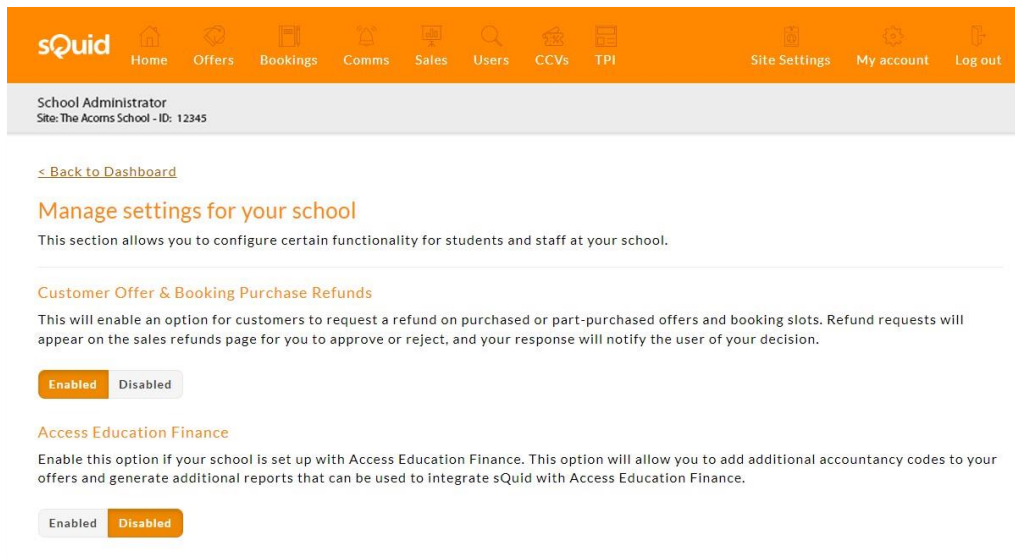 sQuid
Home Offers Bookings Comms Sales Users CCVs TPI Site Settings My account Log out
School Administrator
Site: The Acorns School - ID: 12345
< Back to Dashboard
Manage settings for your school
This section allows you to configure certain functionality for students and staff at your school.
Customer Offer & Booking Purchase Refunds
This will enable an option for customers to request a refund on purchased or part-purchased offers and booking slots. Refund requests will
appear on the sales refunds page for you to approve or reject, and your response will notify the user of your decision.
Enabled Disabled
Access Education Finance
Enable this option if your school is set up with Access Education Finance. This option will allow you to add additional accountancy codes to your
offers and generate additional reports that can be used to integrate sQuid with Access Education Finance.
Enabled Disabled